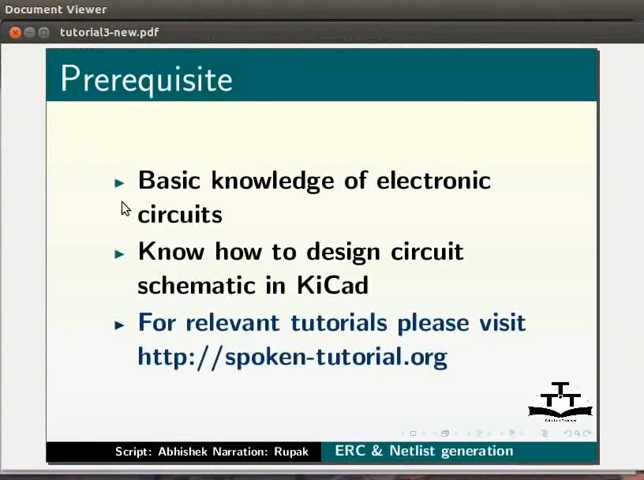 Document Viewer
tutorial3-new.pdf
Prerequisite
Basic knowledge of electronic
circuits
Know how to design circuit
schematic in KiCad
For relevant tutorials please visit
http://spoken-tutorial.org
Script: Abhishek Narration: Rupak
ERC & Netlist generation